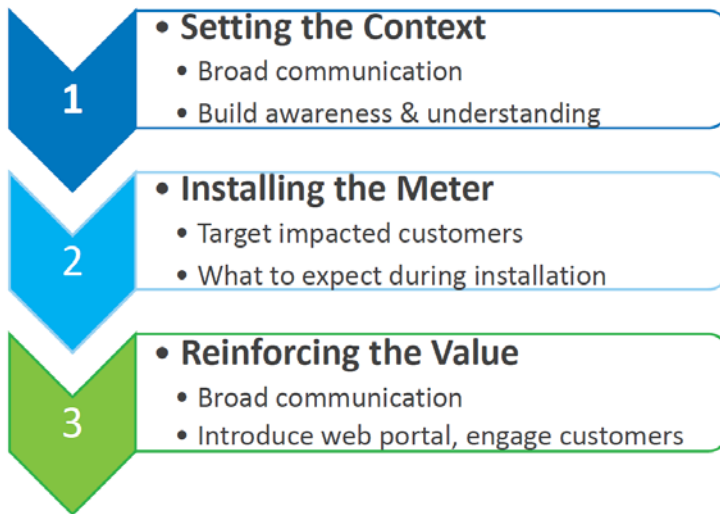 1
• Setting the Context
• Broad communication
• Build awareness & understanding
2
• Installing the Meter
• Target impacted customers
• What to expect during installation
3
• Reinforcing the Value
• Broad communication
• Introduce web portal, engage customers